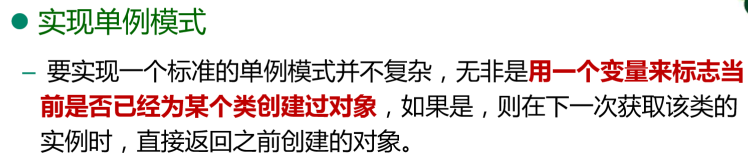 ● 实现单例模式
– 要实现一个标准的单例模式并不复杂，无非是用一个变量来标志当
前是否已经为某个类创建过对象，如果是，则在下一次获取该类的
实例时，直接返回之前创建的对象。